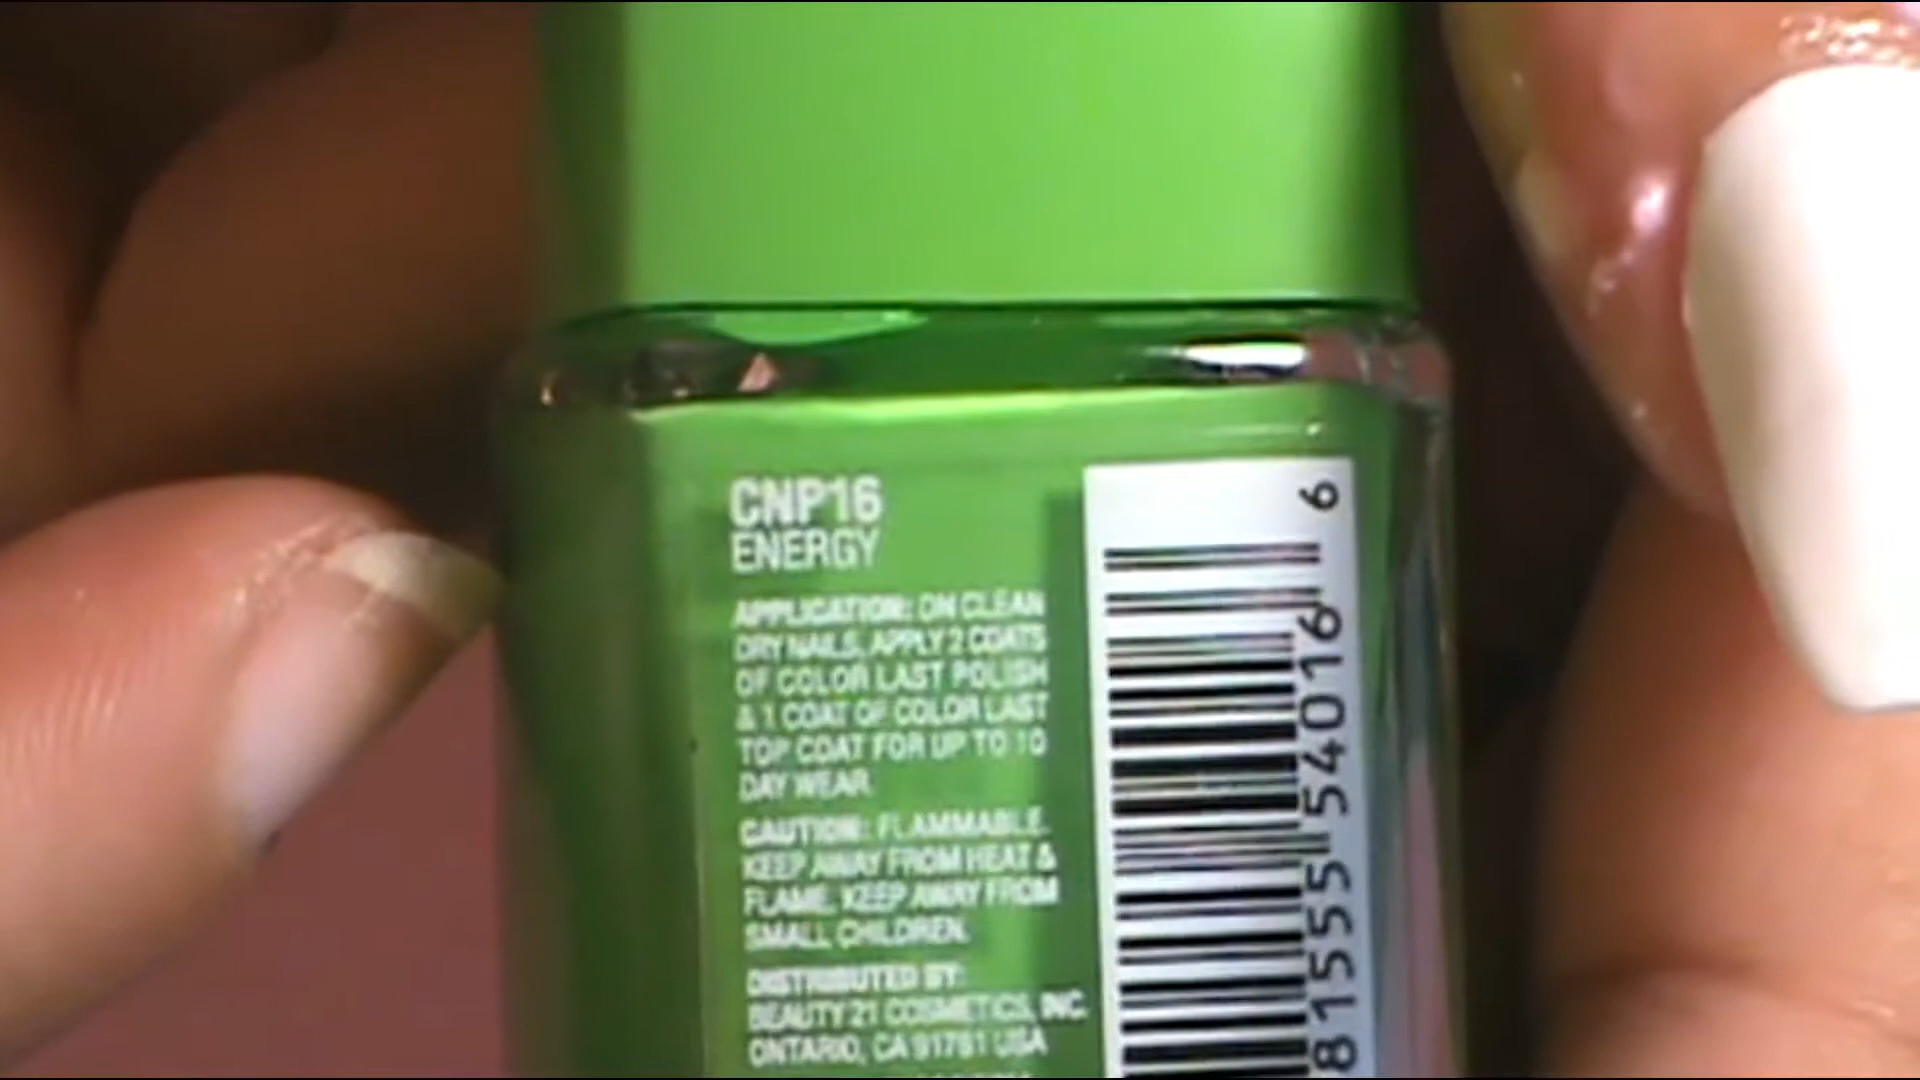 CNP16
ENERGY
APPLICATION: ON CLEAN
DRY NAILS, APPLY 2 COATS
OF COLOR LAST POLISH
& 1 COAT OF COLOR LAST
TOP COAT FOR UP TO 10
DAY WEAR
CAUTION: FLAMMABLE.
KEEP AWAY FROM HEAT &
FLAME. KEEP AWAY FROM
SMALL CHILDREN.
DISTRIBUTED BY:
BEAUTY 21 COSMETICS, INC.
ONTARIO, CA 91761 USA
81555 54016 6